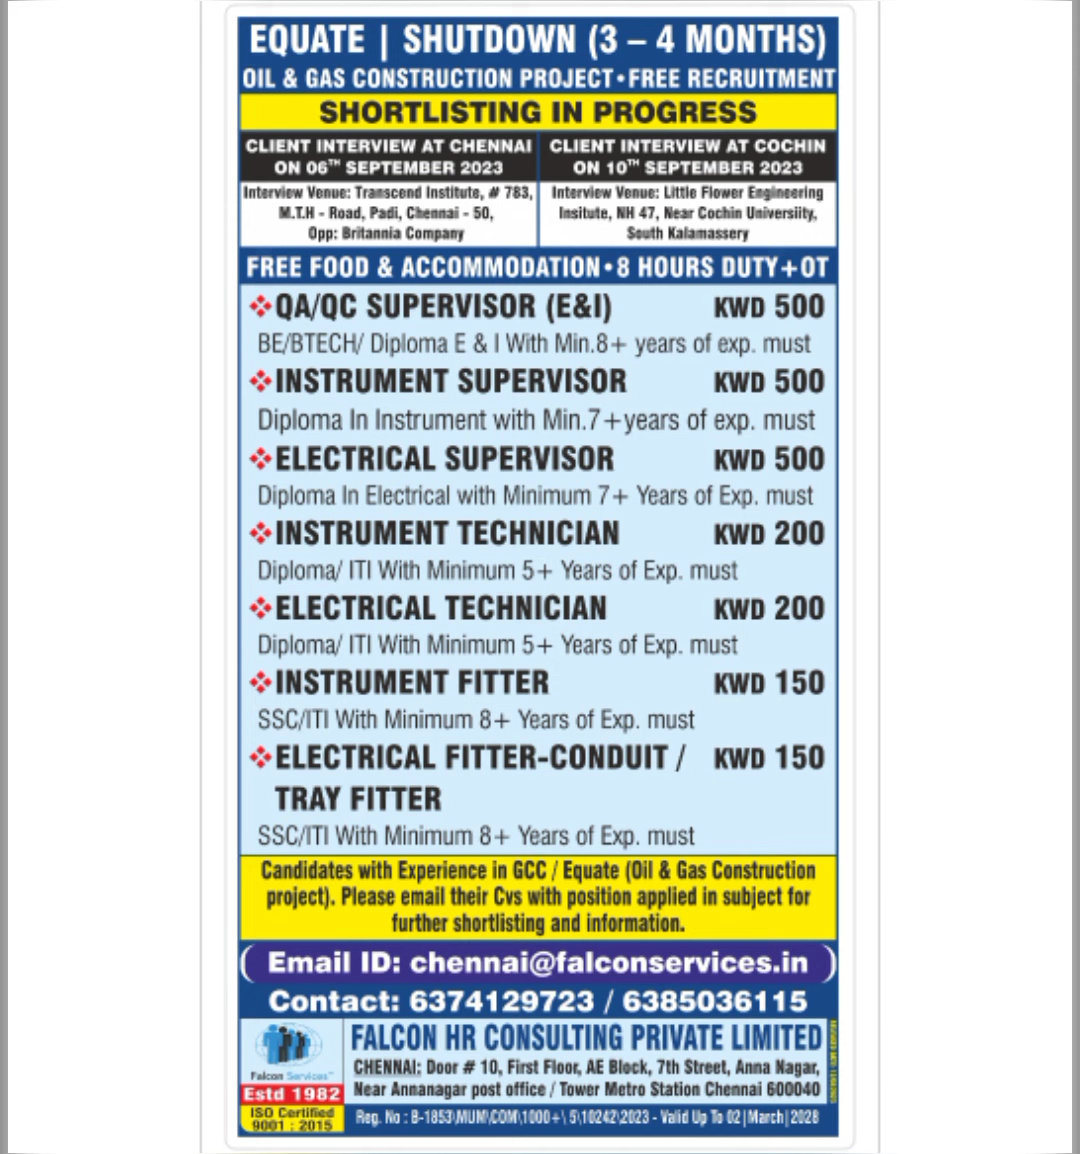 EQUATE | SHUTDOWN (3 – 4 MONTHS)
OIL & GAS CONSTRUCTION PROJECT • FREE RECRUITMENT
SHORTLISTING IN PROGRESS
CLIENT INTERVIEW AT CHENNAI
ON 06TH SEPTEMBER 2023
Interview Venue: Transcend Institute, # 783,
M.T.H - Road, Padi, Chennai - 50,
Opp: Britannia Company
CLIENT INTERVIEW AT COCHIN
ON 10TH SEPTEMBER 2023
Interview Venue: Little Flower Engineering
Insitute, NH 47, Near Cochin Universiity,
South Kalamassery
FREE FOOD & ACCOMMODATION • 8 HOURS DUTY+OT
QA/QC SUPERVISOR (E&I) KWD 500
BE/BTECH/ Diploma E & I With Min.8+ years of exp. must
INSTRUMENT SUPERVISOR KWD 500
Diploma In Instrument with Min.7+years of exp. must
ELECTRICAL SUPERVISOR KWD 500
Diploma In Electrical with Minimum 7+ Years of Exp. must
INSTRUMENT TECHNICIAN KWD 200
Diploma/ ITI With Minimum 5+ Years of Exp. must
ELECTRICAL TECHNICIAN KWD 200
Diploma/ ITI With Minimum 5+ Years of Exp. must
INSTRUMENT FITTER KWD 150
SSC/ITI With Minimum 8+ Years of Exp. must
ELECTRICAL FITTER-CONDUIT / KWD 150
TRAY FITTER
SSC/ITI With Minimum 8+ Years of Exp. must
Candidates with Experience in GCC / Equate (Oil & Gas Construction
project). Please email their Cvs with position applied in subject for
further shortlisting and information.
Email ID: chennai@falconservices.in
Contact: 6374129723 / 6385036115
Falcon Services™
Estd 1982
ISO Certified
9001 : 2015
FALCON HR CONSULTING PRIVATE LIMITED
CHENNAI: Door # 10, First Floor, AE Block, 7th Street, Anna Nagar,
Near Annanagar post office / Tower Metro Station Chennai 600040
Reg. No : B-1853\MUM\COM\1000+\ 5\10242\2023 - Valid Up To 02|March|2028